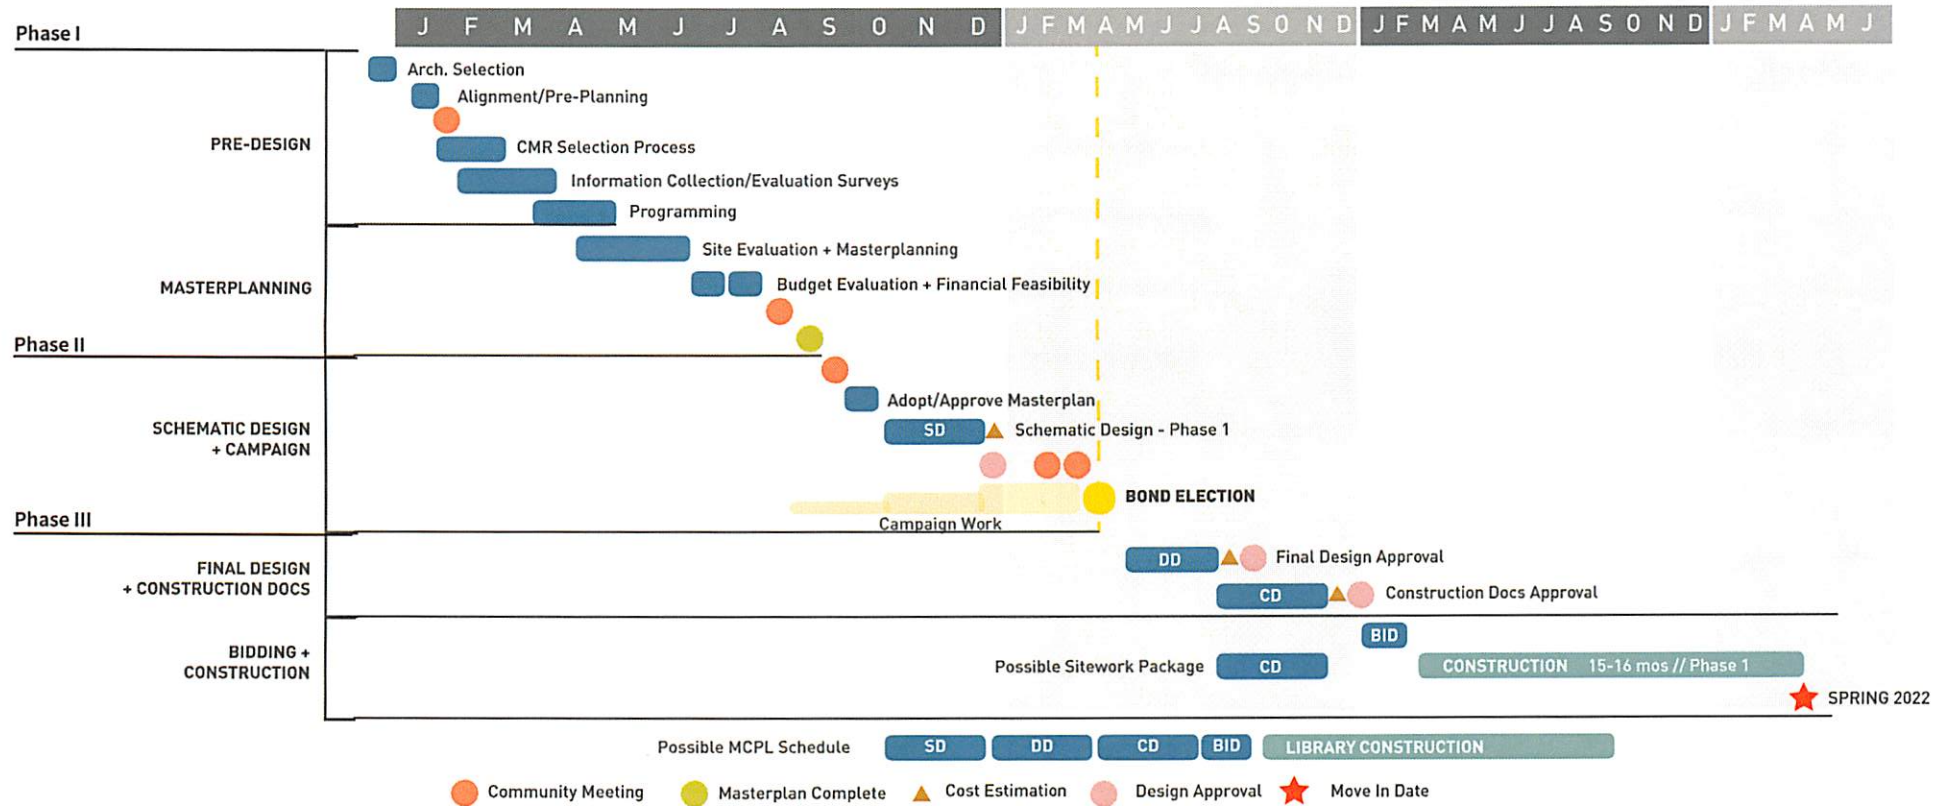 Phase I
J F M A M J J A S O N D J F M A M J J A S O N D J F M A M J J A S O N D J F M A M J
Arch. Selection
Alignment/Pre-Planning
PRE-DESIGN
CMR Selection Process
Information Collection/Evaluation Surveys
Programming
Site Evaluation + Masterplanning
MASTERPLANNING
Budget Evaluation + Financial Feasibility
Phase II
Adopt/Approve Masterplan
SCHEMATIC DESIGN
+ CAMPAIGN
SD
Schematic Design - Phase 1
BOND ELECTION
Campaign Work
Phase III
FINAL DESIGN
+ CONSTRUCTION DOCS
DD
Final Design Approval
CD
Construction Docs Approval
BIDDING +
CONSTRUCTION
BID
Possible Sitework Package
CD
CONSTRUCTION 15-16 mos // Phase 1
SPRING 2022
Possible MCPL Schedule
SD
DD
CD
BID
LIBRARY CONSTRUCTION
Community Meeting
Masterplan Complete
Cost Estimation
Design Approval
Move In Date